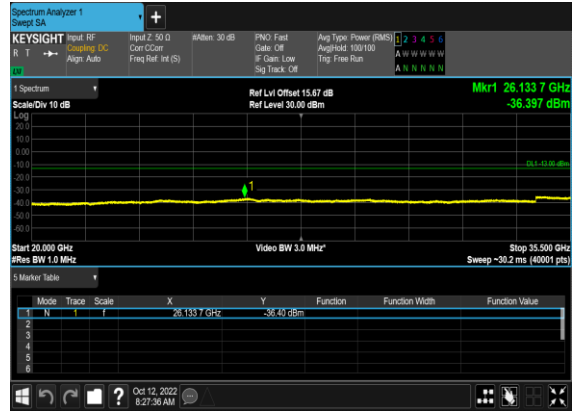 Spectrum Analyzer 1
Swept SA
+
KEYSIGHT Input: RF Input Z: 50 Ω #Atten: 30 dB PNO: Fast Avg Type: Power (RMS) 1 2 3 4 5 6
R T Coupling: DC Corr CCorr Gate: Off Avg|Hold: 100/100 A W W W W W
Align: Auto Freq Ref: Int (S) IF Gain: Low Trig: Free Run
Sig Track: Off A N N N N N
1 Spectrum
Scale/Div 10 dB Ref Lvl Offset 15.67 dB Mkr1 26.133 7 GHz
Ref Level 30.00 dBm -36.397 dBm
Log
20.0
10.0
0.00
-10.0 DL1 -13.00 dBm
-20.0
-30.0 1
-40.0
-50.0
-60.0
Start 20.000 GHz Video BW 3.0 MHz* Stop 35.500 GHz
#Res BW 1.0 MHz Sweep ~30.2 ms (40001 pts)
5 Marker Table
Mode Trace Scale X Y Function Function Width Function Value
1 N 1 f 26.133 7 GHz -36.40 dBm
2
3
4
5
6
? Oct 12, 2022
8:27:36 AM